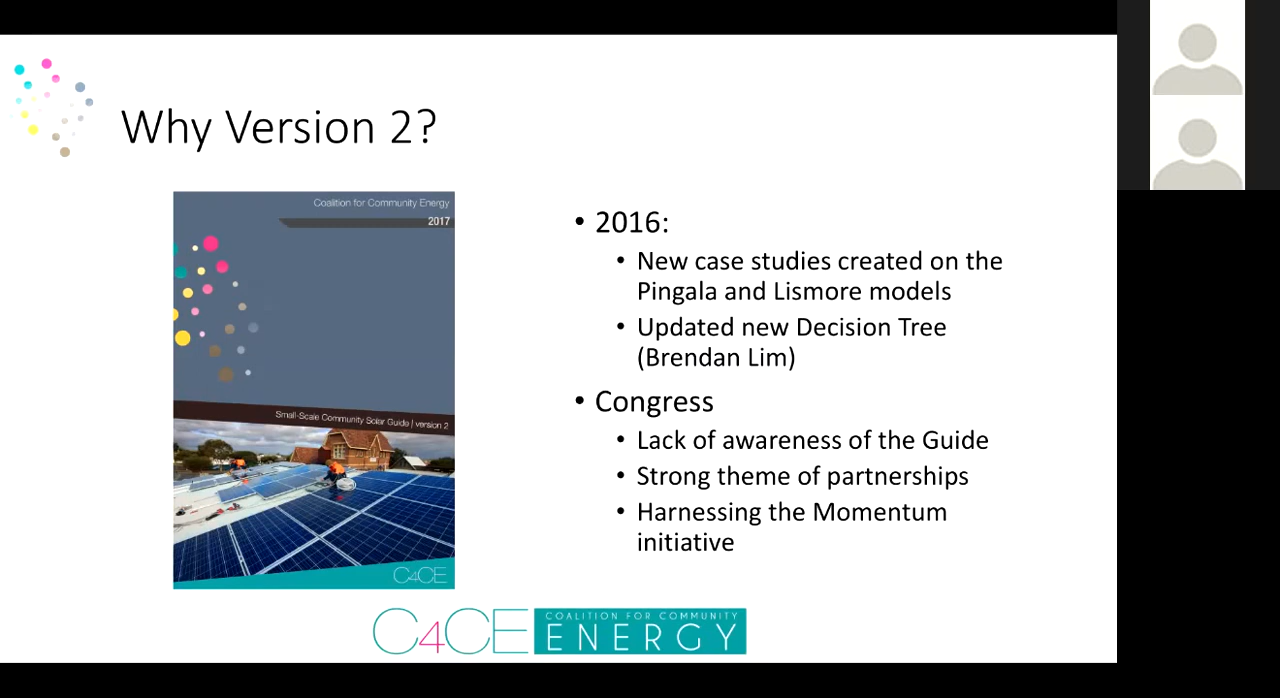 Why Version 2?
Coalition for Community Energy
2017
Small-Scale Community Solar Guide | version 2
C4CE
• 2016:
• New case studies created on the
Pingala and Lismore models
• Updated new Decision Tree
(Brendan Lim)
• Congress
• Lack of awareness of the Guide
• Strong theme of partnerships
• Harnessing the Momentum
initiative
C4CE
COALITION FOR COMMUNITY
ENERGY